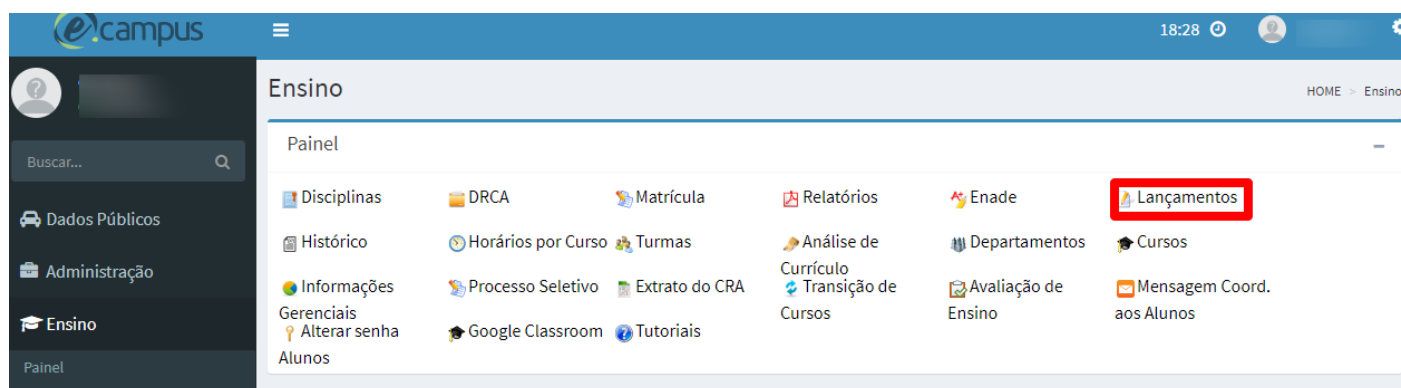 e.campus
18:28
Ensino
HOME > Ensino
Buscar...
Painel
Disciplinas DRCA Matrícula Relatórios Enade Lançamentos
Dados Públicos
Histórico Horários por Curso Turmas Análise de Currículo Departamentos Cursos
Administração
Informações Gerenciais Processo Seletivo Extrato do CRA Transição de Cursos Avaliação de Ensino Mensagem Coord. aos Alunos
Ensino
Alterar senha Alunos Google Classroom Tutoriais
Painel